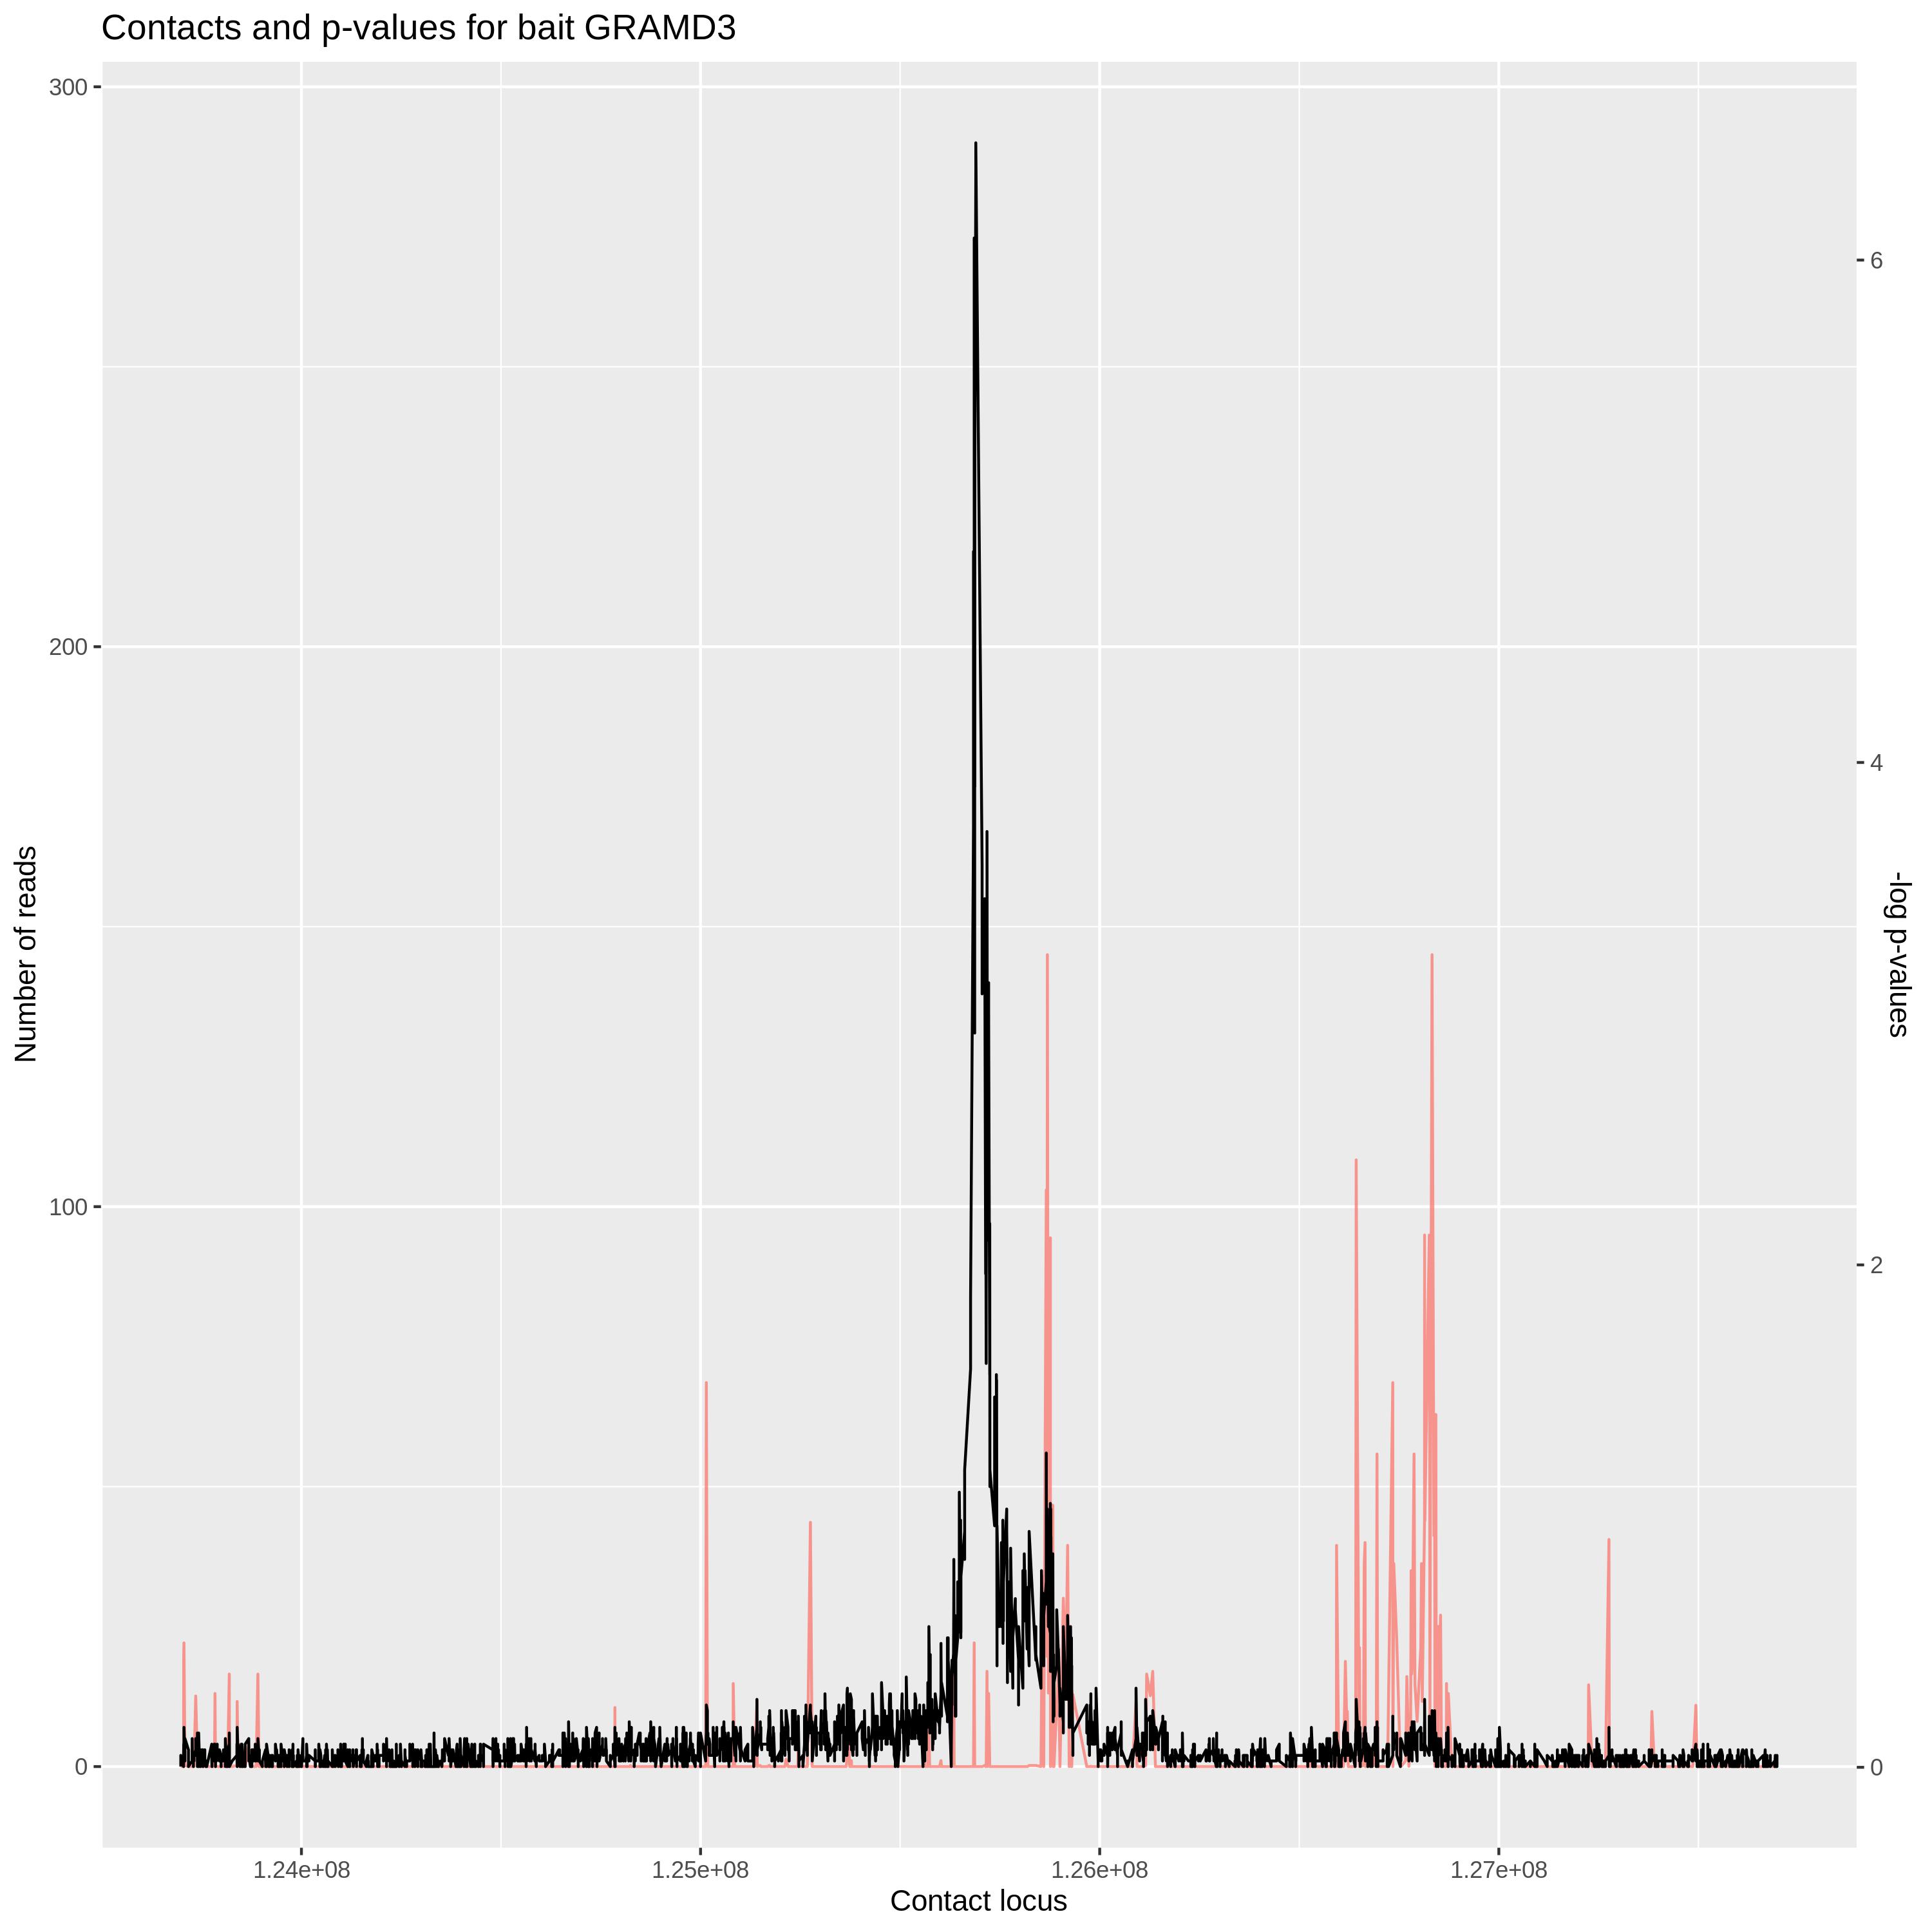 Contacts and p-values for bait GRAMD3
300
200
100
0
Number of reads
6
4
2
0
-log p-values
1.24e+08
1.25e+08
1.26e+08
1.27e+08
Contact locus